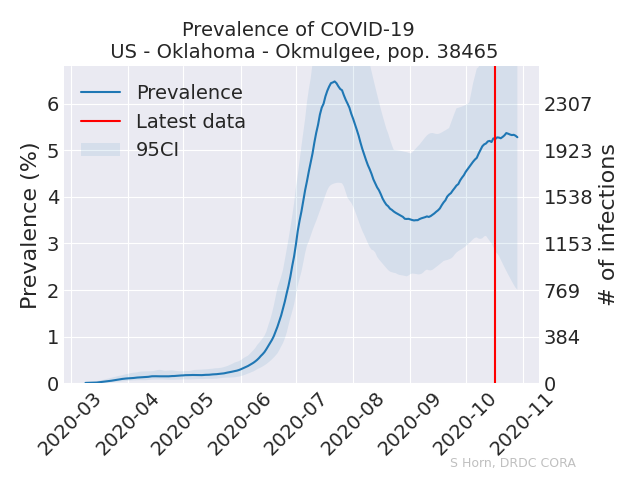 Prevalence of COVID-19
US - Oklahoma - Okmulgee, pop. 38465
Prevalence
Latest data
95CI
Prevalence (%)
6
5
4
3
2
1
0
2307
1923
1538
1153
769
384
0
# of infections
2020-03
2020-04
2020-05
2020-06
2020-07
2020-08
2020-09
2020-10
2020-11
S Horn, DRDC CORA